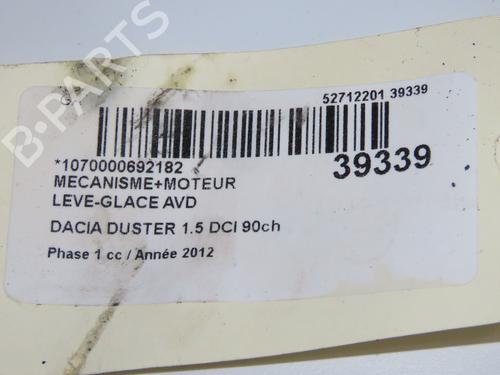 B-PARTS
52712201 39339
*1070000692182
39339
MECANISME+MOTEUR
LEVE-GLACE AVD
DACIA DUSTER 1.5 DCI 90ch
Phase 1 cc / Année 2012